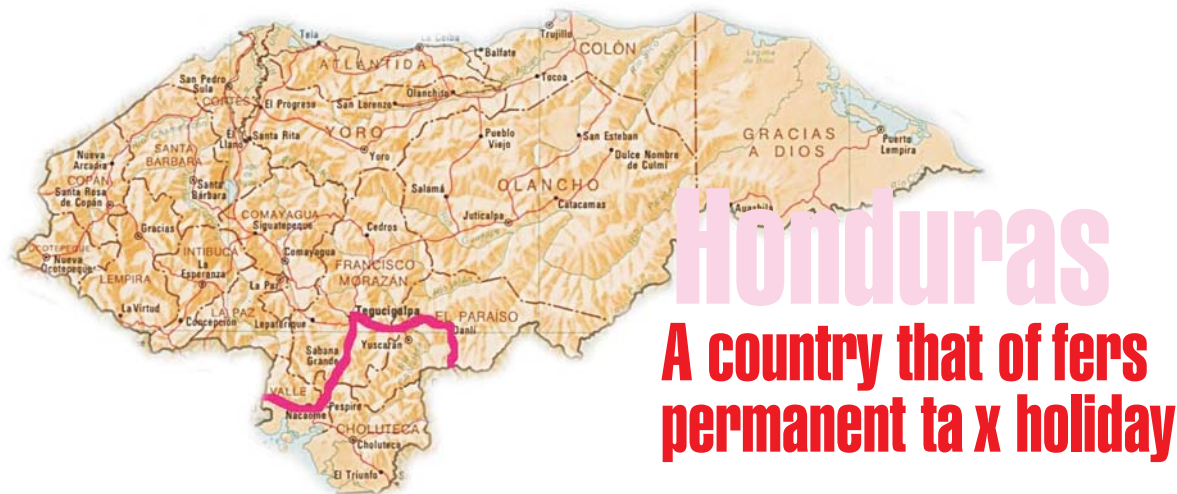 Tela
La Ceiba
Trujillo
COLÓN
Balfate
ATLANTIDA
San Pedro
Sula
CORTES
Tocoa
Olanchito
El Progreso
San Lorenzo
YORO
El
Llano
Santa Rita
Yoro
Pueblo
Viejo
San Esteban
Dulce Nombre
de Culmí
GRACIAS
A DIOS
Puerto
Lempira
Nueva
Arcadia
SANTA
BARBARA
COPÁN
Santa Rosa
de Copán
Santa
Bárbara
Salamá
OLANCHO
Catacamas
Juticalpa
Auasbila
COMAYAGUA
Siguatepeque
Cedros
Gracias
OCOTEPEQUE
Nueva
Ocotepeque
INTIBUCA
La
Esperanza
Comayagua
FRANCISCO
MORAZÁN
LEMPIRA
La Paz
La Virtud
LA PAZ
Concepción
Lepaterique
Tegucigalpa
EL PARAÍSO
Danlí
Yuscarán
Sabana
Grande
VALLE
Nacaome
Pespire
CHOLUTECA
Choluteca
El Triunfo
Honduras
A country that of fers
permanent ta x holiday